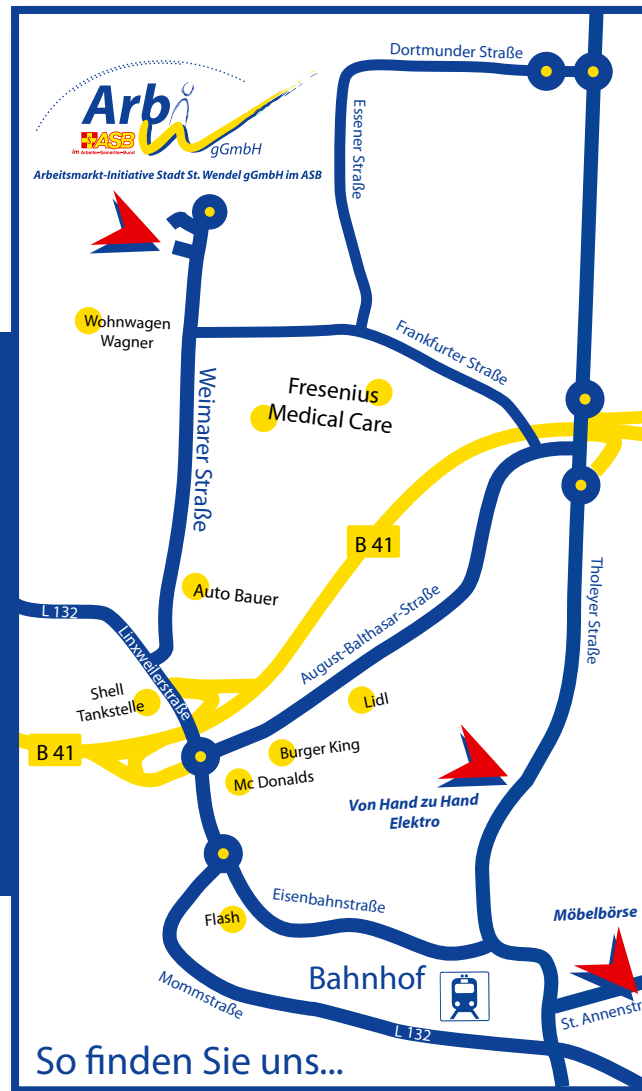 Dortmunder Straße
Essener Straße
Arb
ASB
im Arbeiter-Samariter-Bund
gGmbH
Arbeitsmarkt-Initiative Stadt St. Wendel gGmbH im ASB
Wohnwagen
Wagner
Frankfurter Straße
Fresenius
Medical Care
Weimarer Straße
B 41
Auto Bauer
L 132
Linxweilerstraße
August-Balthasar-Straße
Tholeyer Straße
Shell
Tankstelle
Lidl
B 41
Burger King
Mc Donalds
Von Hand zu Hand
Elektro
Eisenbahnstraße
Flash
Möbelbörse
Mommstraße
Bahnhof
L 132
St. Annenstr
So finden Sie uns...